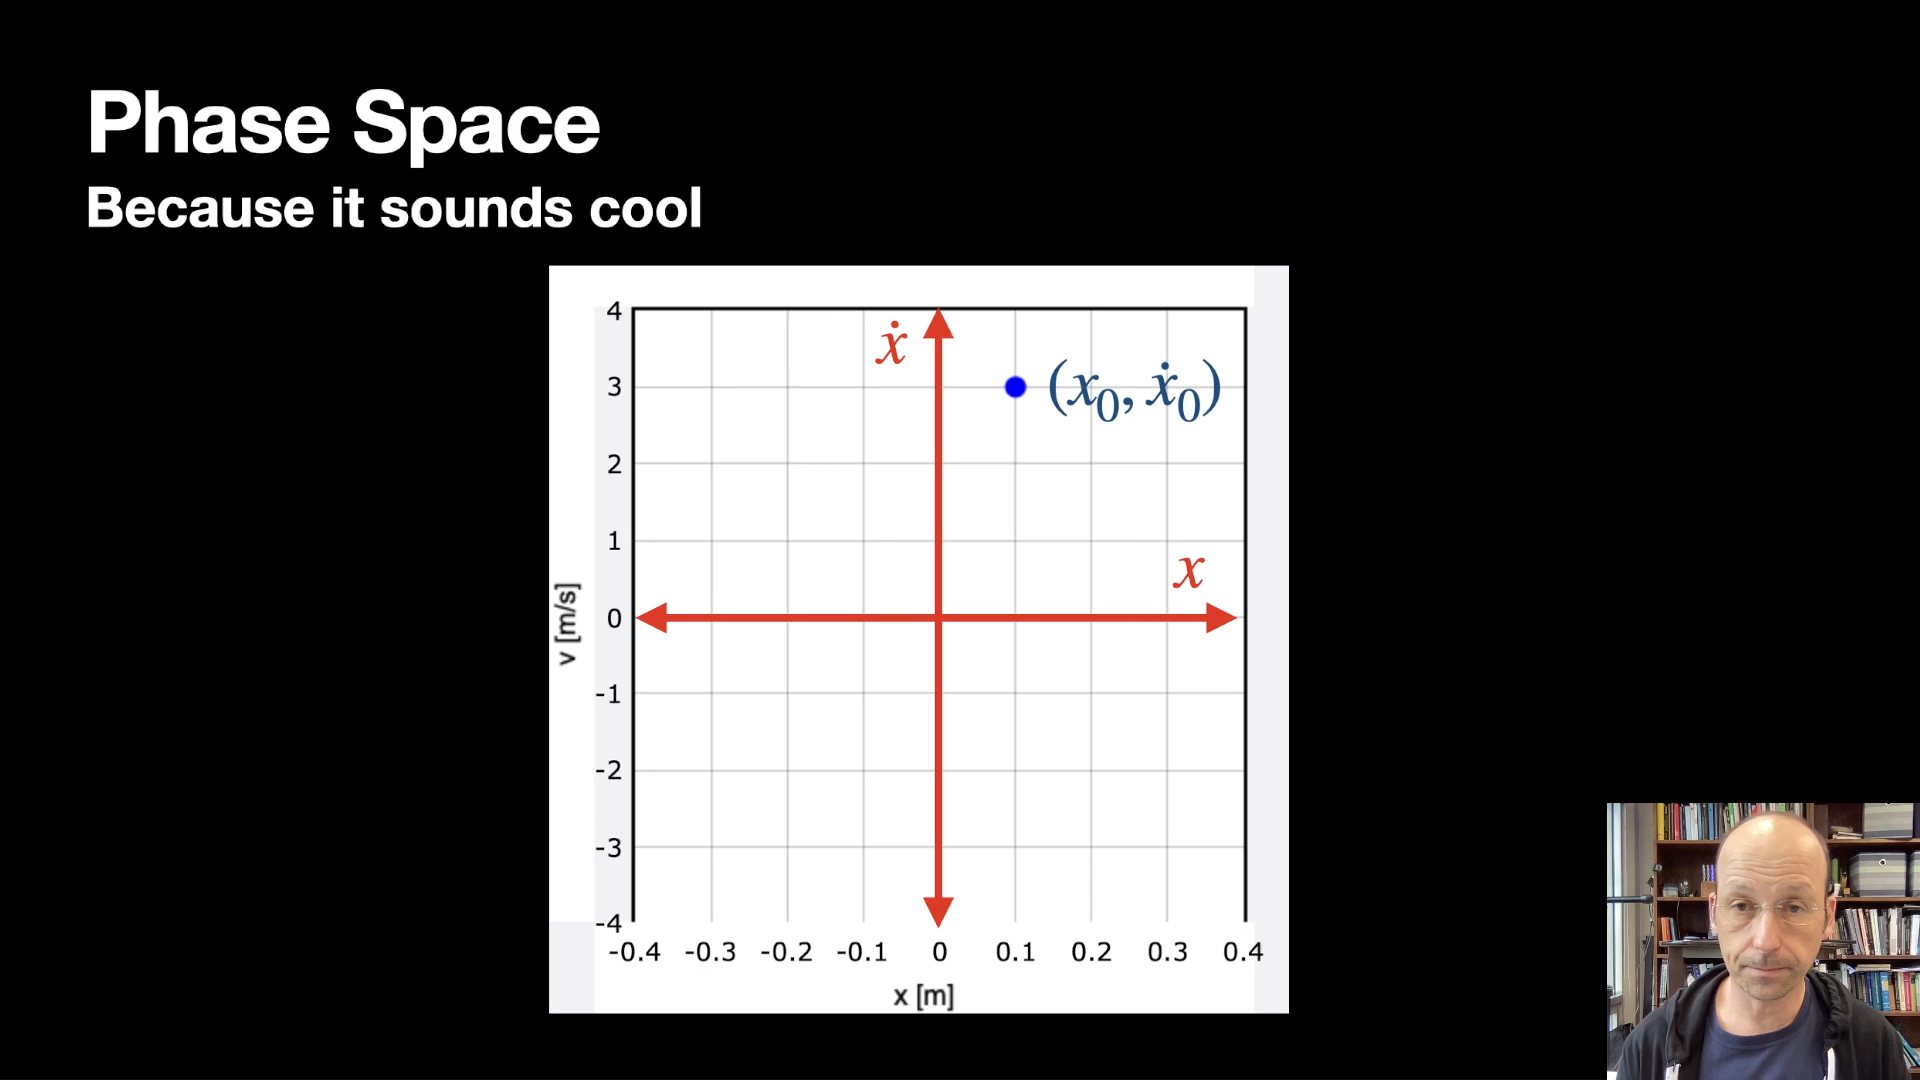 Phase Space
Because it sounds cool
4
ẋ
3
(x₀, ẋ₀)
2
1
x
0
v [m/s]
-1
-2
-3
-4
-0.4 -0.3 -0.2 -0.1 0 0.1 0.2 0.3 0.4
x [m]